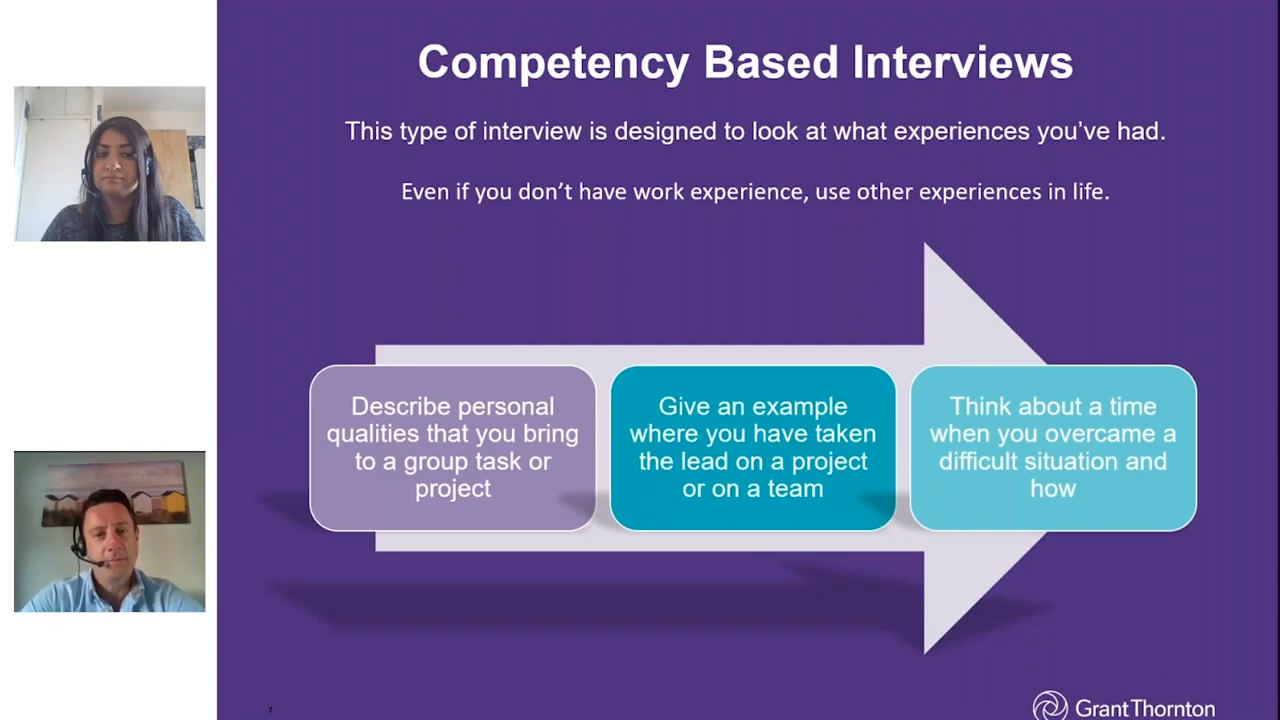 Competency Based Interviews
This type of interview is designed to look at what experiences you’ve had.
Even if you don’t have work experience, use other experiences in life.
Describe personal
qualities that you bring
to a group task or
project
Give an example
where you have taken
the lead on a project
or on a team
Think about a time
when you overcame a
difficult situation and
how
7
Grant Thornton